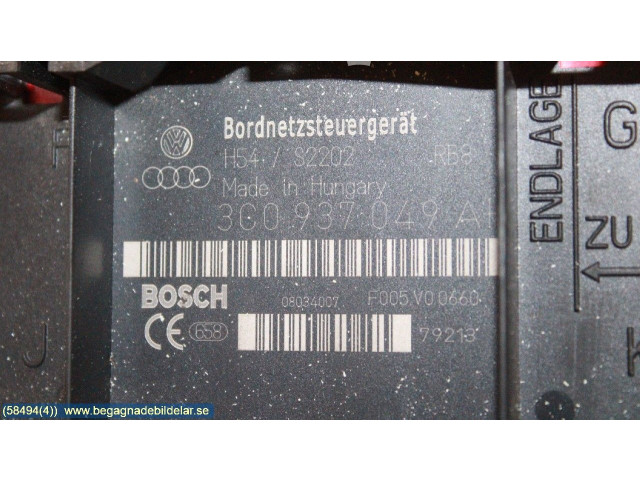 Bordnetzsteuergerät
H54 / S2202 RB8
Made in Hungary
3C0 937 049 A
BOSCH 08034007 F005.V0 0660
CE 658 79213
F
J
ENDLAGE
G
ZU
K
(58494(4)) www.begagnadebildelar.se